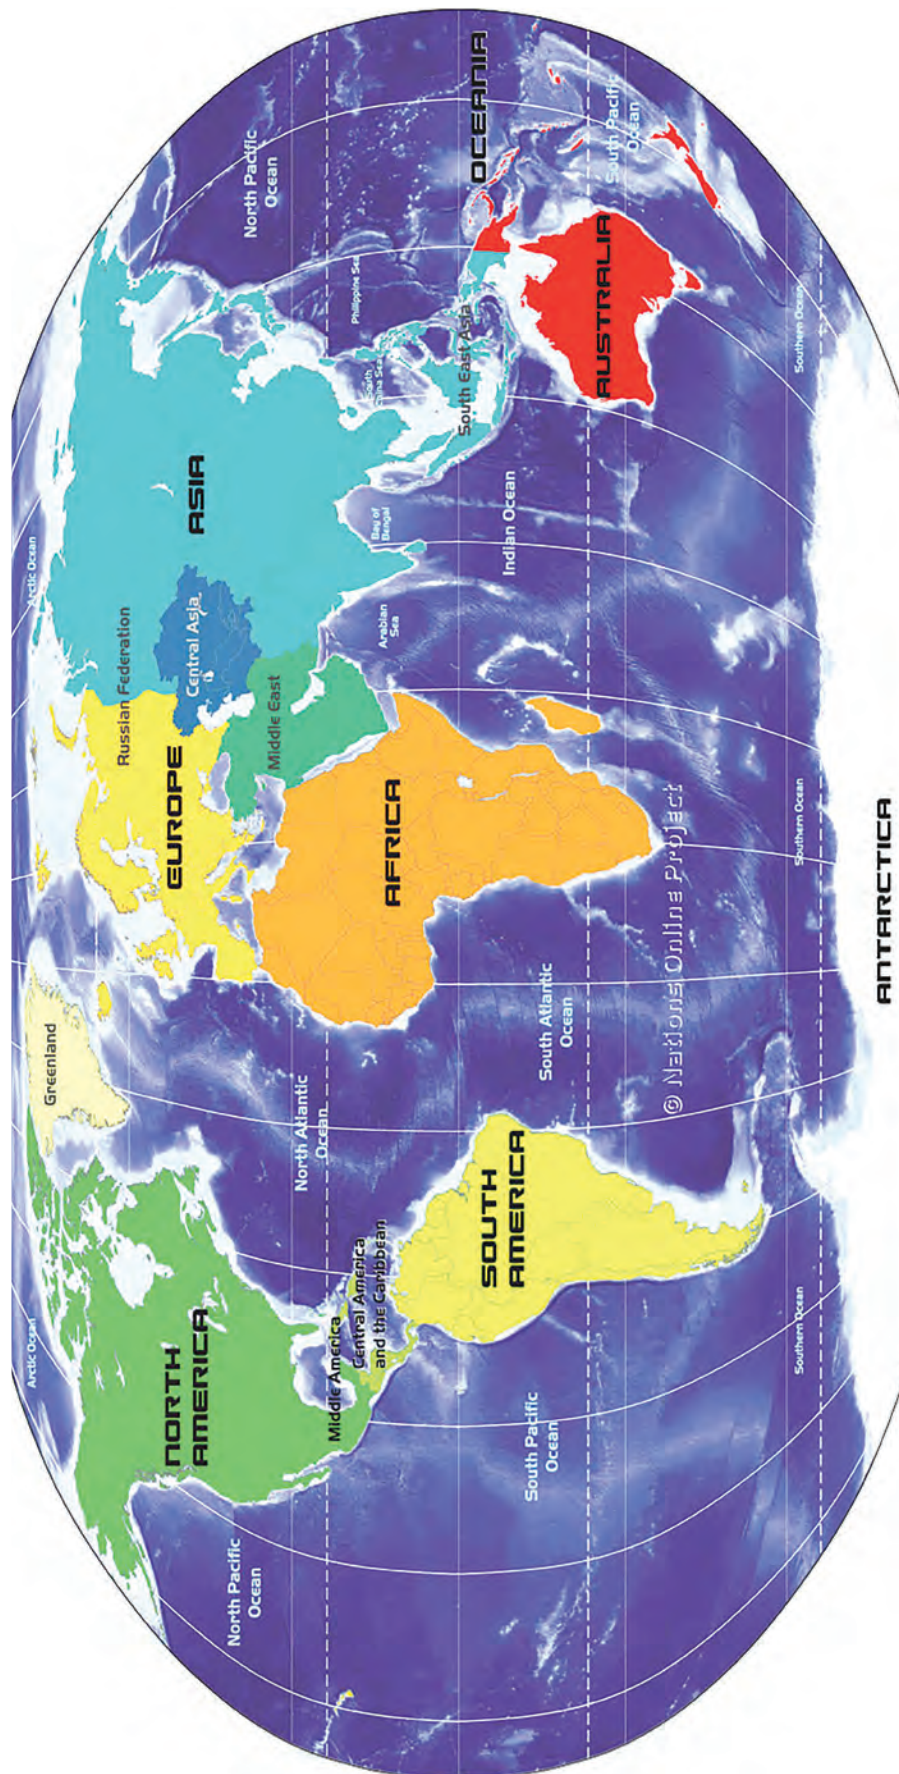 Arctic Ocean
Arctic Ocean
Greenland
NORTH
AMERICA
EUROPE
Russian Federation
ASIA
Central Asia
Middle East
North Pacific
Ocean
North Atlantic
Ocean
North Pacific
Ocean
Middle America
Central America
and the Caribbean
AFRICA
Arabian
Sea
Bay of
Bengal
South
China Sea
Philippine Sea
South East Asia
OCEANIA
SOUTH
AMERICA
South Pacific
Ocean
South Atlantic
Ocean
Indian Ocean
AUSTRALIA
South Pacific
Ocean
© Nations Online Project
Southern Ocean
Southern Ocean
Southern Ocean
ANTARCTICA